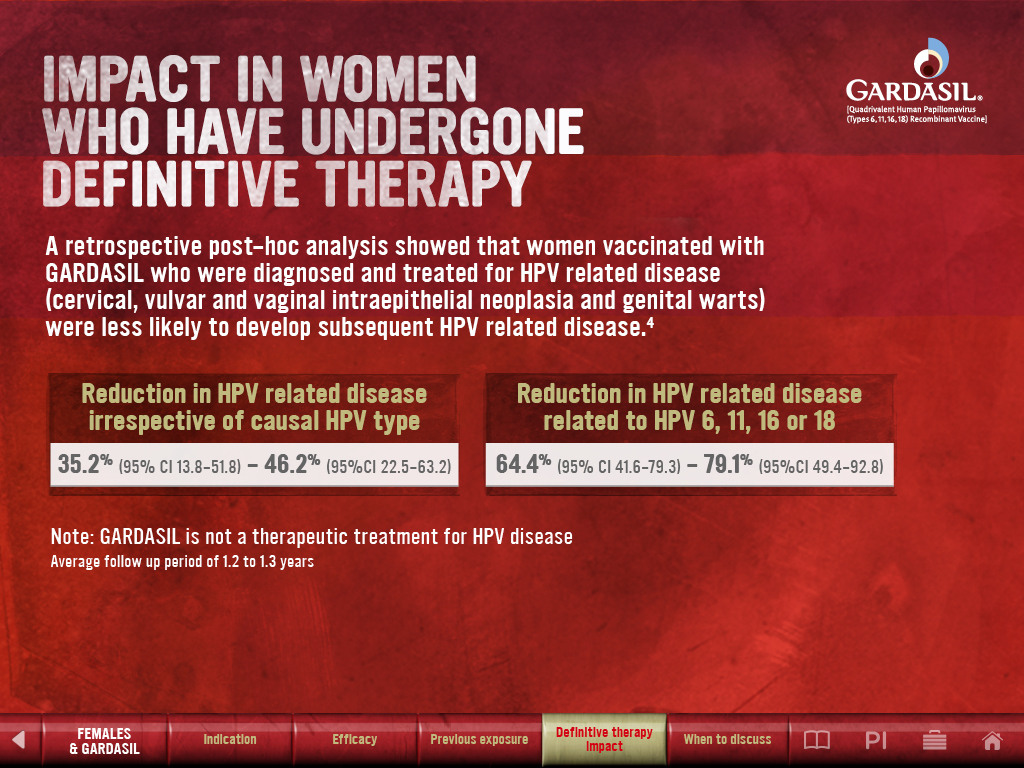 IMPACT IN WOMEN
WHO HAVE UNDERGONE
DEFINITIVE THERAPY
GARDASIL®
[Quadrivalent Human Papillomavirus
(Types 6, 11, 16, 18) Recombinant Vaccine]
A retrospective post-hoc analysis showed that women vaccinated with
GARDASIL who were diagnosed and treated for HPV related disease
(cervical, vulvar and vaginal intraepithelial neoplasia and genital warts)
were less likely to develop subsequent HPV related disease.⁴
Reduction in HPV related disease
irrespective of causal HPV type
35.2% (95% CI 13.8–51.8) – 46.2% (95%CI 22.5–63.2)
Reduction in HPV related disease
related to HPV 6, 11, 16 or 18
64.4% (95% CI 41.6–79.3) – 79.1% (95%CI 49.4–92.8)
Note: GARDASIL is not a therapeutic treatment for HPV disease
Average follow up period of 1.2 to 1.3 years
FEMALES
& GARDASIL
Indication
Efficacy
Previous exposure
Definitive therapy
impact
When to discuss
PI